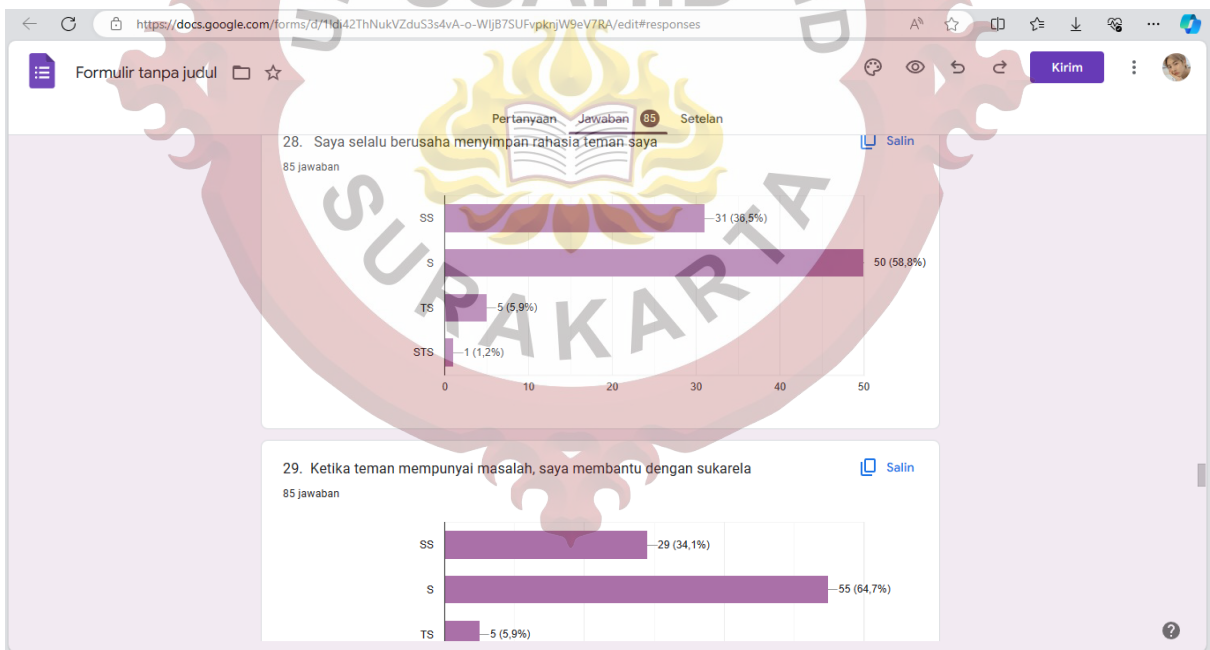 https://docs.google.com/forms/d/1Idi42ThNukVZduS3s4vA-o-WIjB7SUFvpknjW9eV7RA/edit#responses
Formulir tanpa judul
Kirim
Pertanyaan Jawaban 85 Setelan
28. Saya selalu berusaha menyimpan rahasia teman saya
Salin
85 jawaban
SS 31 (36,5%)
S 50 (58,8%)
TS 5 (5,9%)
STS 1 (1,2%)
0 10 20 30 40 50
SURAKARTA
29. Ketika teman mempunyai masalah, saya membantu dengan sukarela
Salin
85 jawaban
SS 29 (34,1%)
S 55 (64,7%)
TS 5 (5,9%)